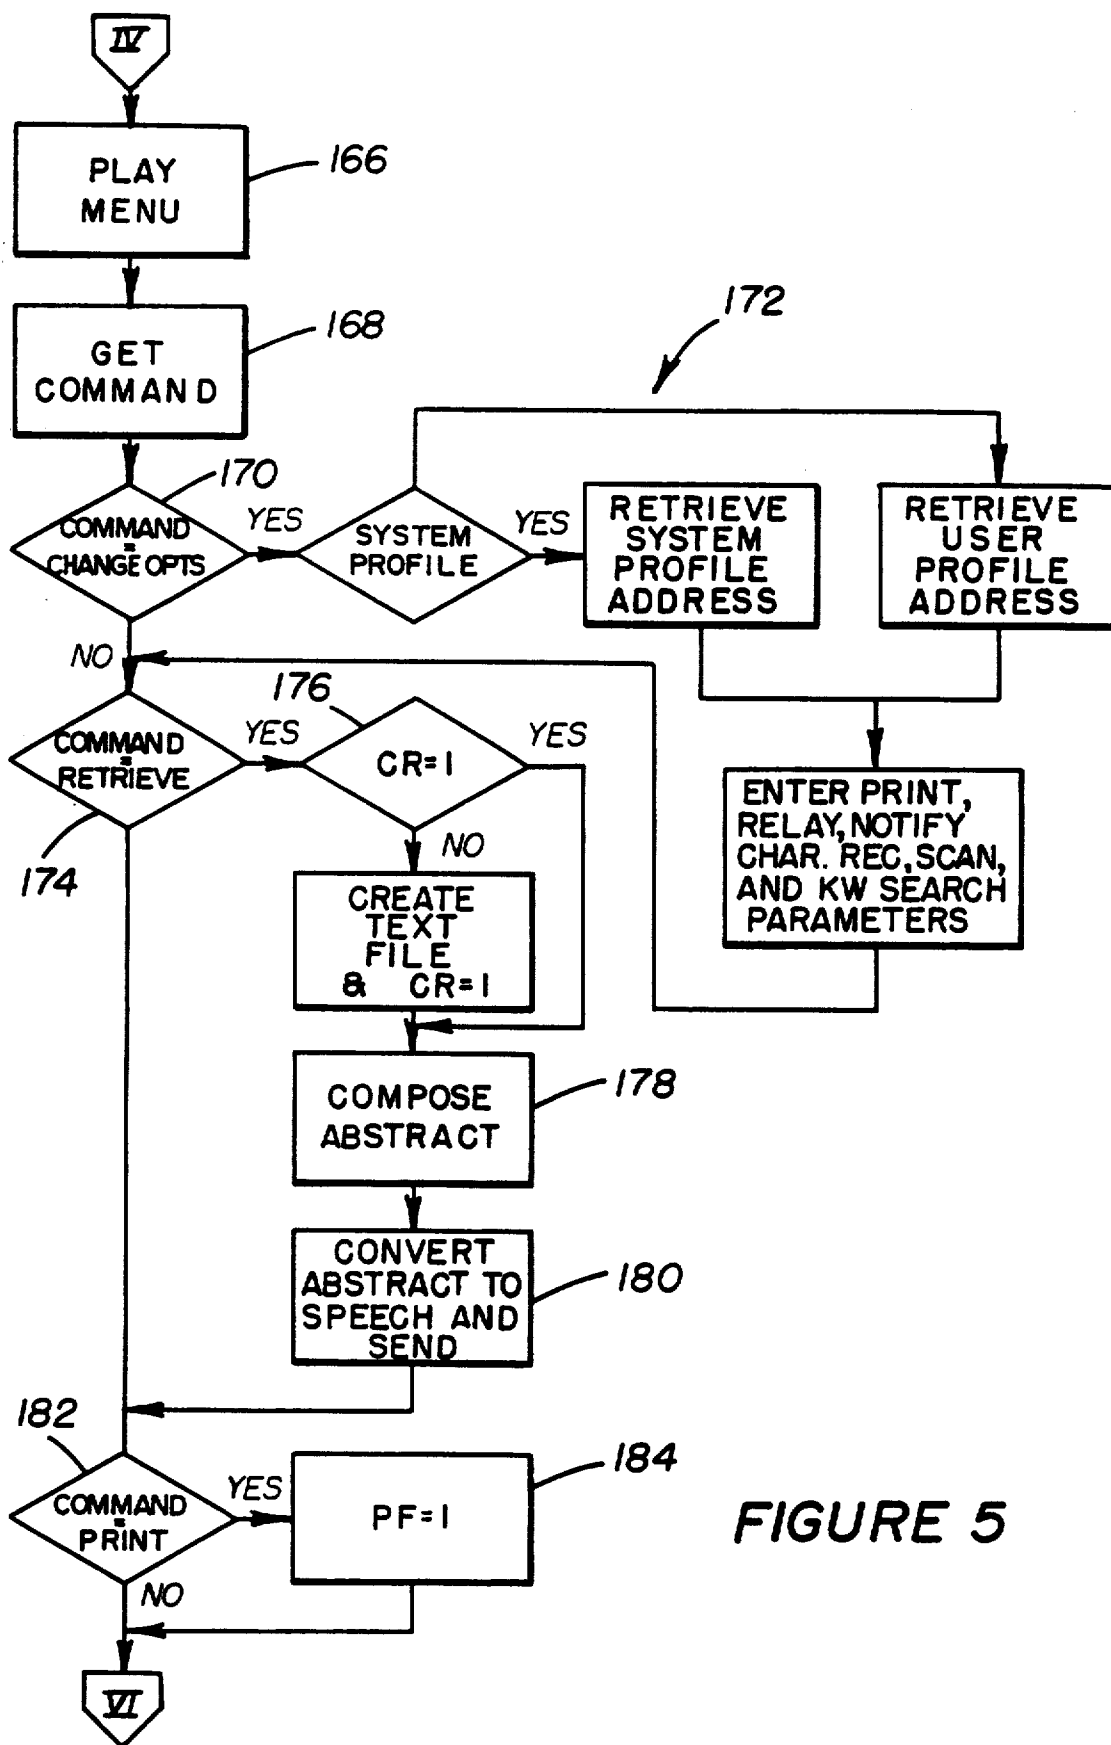 IV
PLAY
MENU
166
GET
COMMAND
168
172
170
COMMAND
=
CHANGE OPTS
YES
SYSTEM
PROFILE
YES
RETRIEVE
SYSTEM
PROFILE
ADDRESS
RETRIEVE
USER
PROFILE
ADDRESS
NO
176
COMMAND
=
RETRIEVE
YES
CR=1
YES
174
NO
ENTER PRINT,
RELAY, NOTIFY
CHAR. REC, SCAN,
AND KW SEARCH
PARAMETERS
CREATE
TEXT
FILE
& CR=1
COMPOSE
ABSTRACT
178
CONVERT
ABSTRACT TO
SPEECH AND
SEND
180
182
COMMAND
=
PRINT
YES
PF=1
184
NO
VI
FIGURE 5